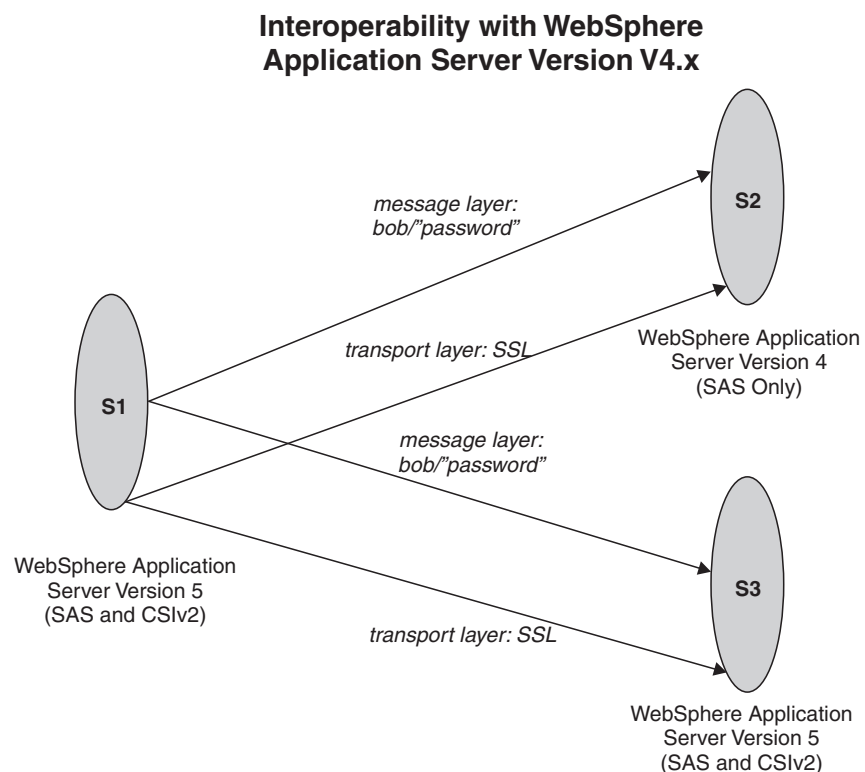 Interoperability with WebSphere
Application Server Version V4.x
message layer:
bob/”password”
S2
transport layer: SSL
WebSphere Application
Server Version 4
(SAS Only)
S1
message layer:
bob/”password”
WebSphere Application
Server Version 5
(SAS and CSIv2)
S3
transport layer: SSL
WebSphere Application
Server Version 5
(SAS and CSIv2)